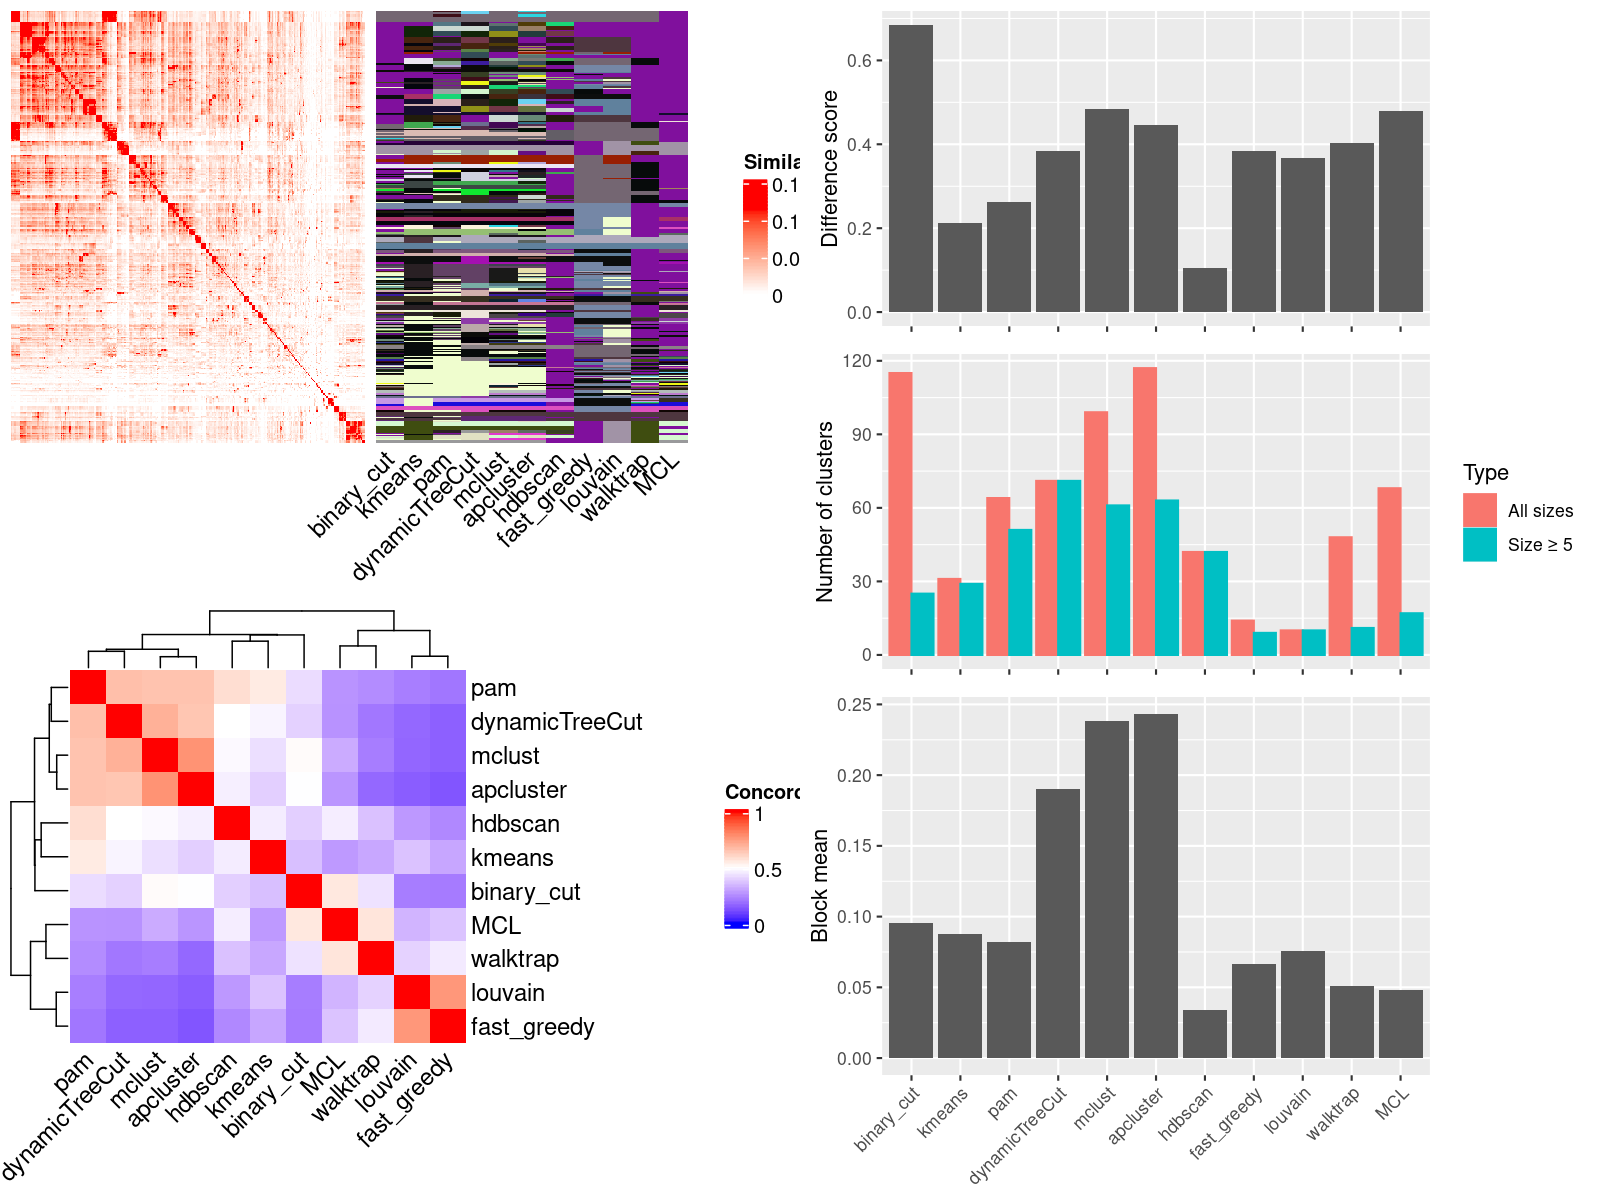 Simila
0.1
0.1
0.0
0
binary_cut
kmeans
pam
dynamicTreeCut
mclust
apcluster
hdbscan
fast_greedy
louvain
walktrap
MCL
pam
dynamicTreeCut
mclust
apcluster
hdbscan
kmeans
binary_cut
MCL
walktrap
louvain
fast_greedy
pam
dynamicTreeCut
mclust
apcluster
hdbscan
kmeans
binary_cut
MCL
walktrap
louvain
fast_greedy
Concord
1
0.5
0
Difference score
0.6
0.4
0.2
0.0
Number of clusters
120
90
60
30
0
Type
All sizes
Size ≥ 5
Block mean
0.25
0.20
0.15
0.10
0.05
0.00
binary_cut
kmeans
pam
dynamicTreeCut
mclust
apcluster
hdbscan
fast_greedy
louvain
walktrap
MCL